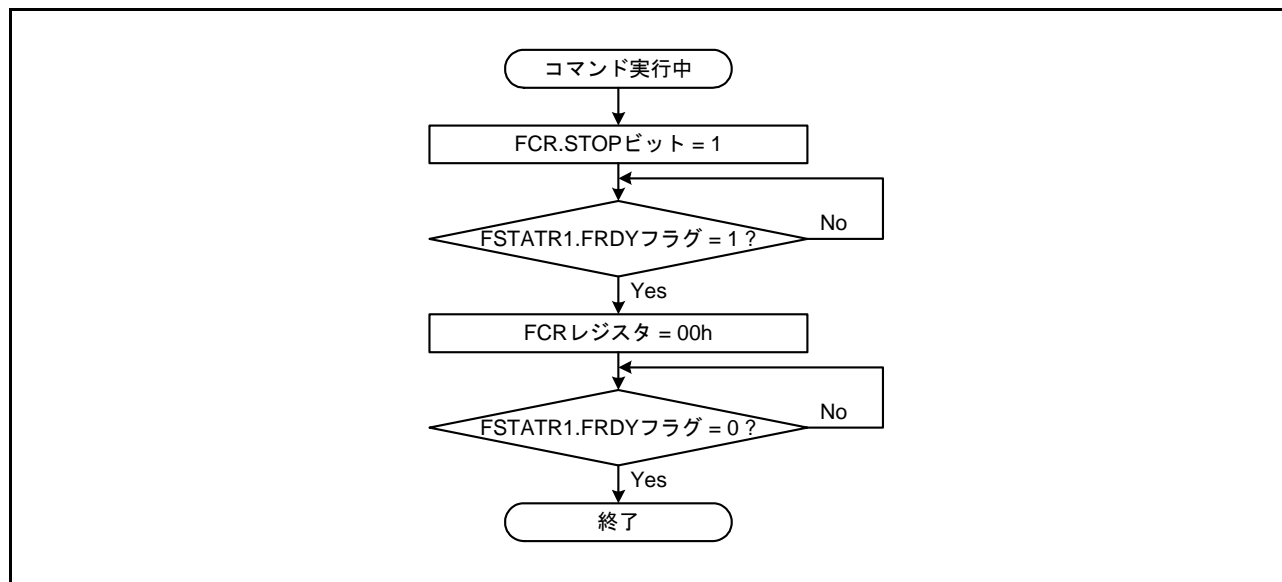 コマンド実行中
FCR.STOPビット = 1
FSTATR1.FRDYフラグ = 1 ?
No
Yes
FCRレジスタ = 00h
FSTATR1.FRDYフラグ = 0 ?
No
Yes
終了